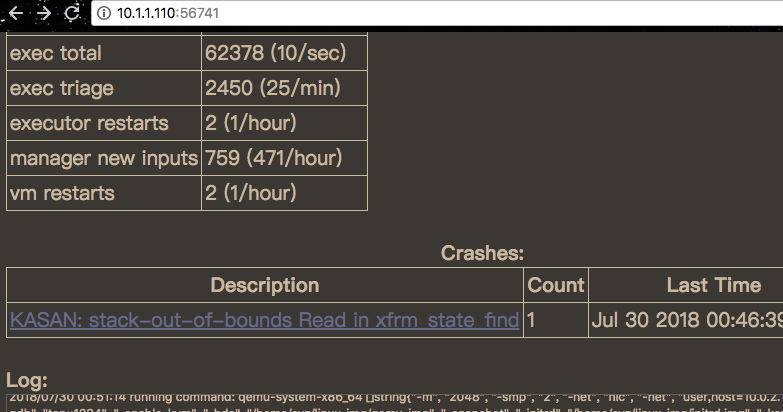 10.1.1.110:56741
exec total 62378 (10/sec)
exec triage 2450 (25/min)
executor restarts 2 (1/hour)
manager new inputs 759 (471/hour)
vm restarts 2 (1/hour)
Crashes:
Description Count Last Time
KASAN: stack-out-of-bounds Read in xfrm_state_find 1 Jul 30 2018 00:46:39
Log:
2018/07/30 00:51:14 running command: qemu-system-x86_64 []string{"-m", "2048", "-smp", "2", "-net", "nic", "-net", "user,host=10.0.2